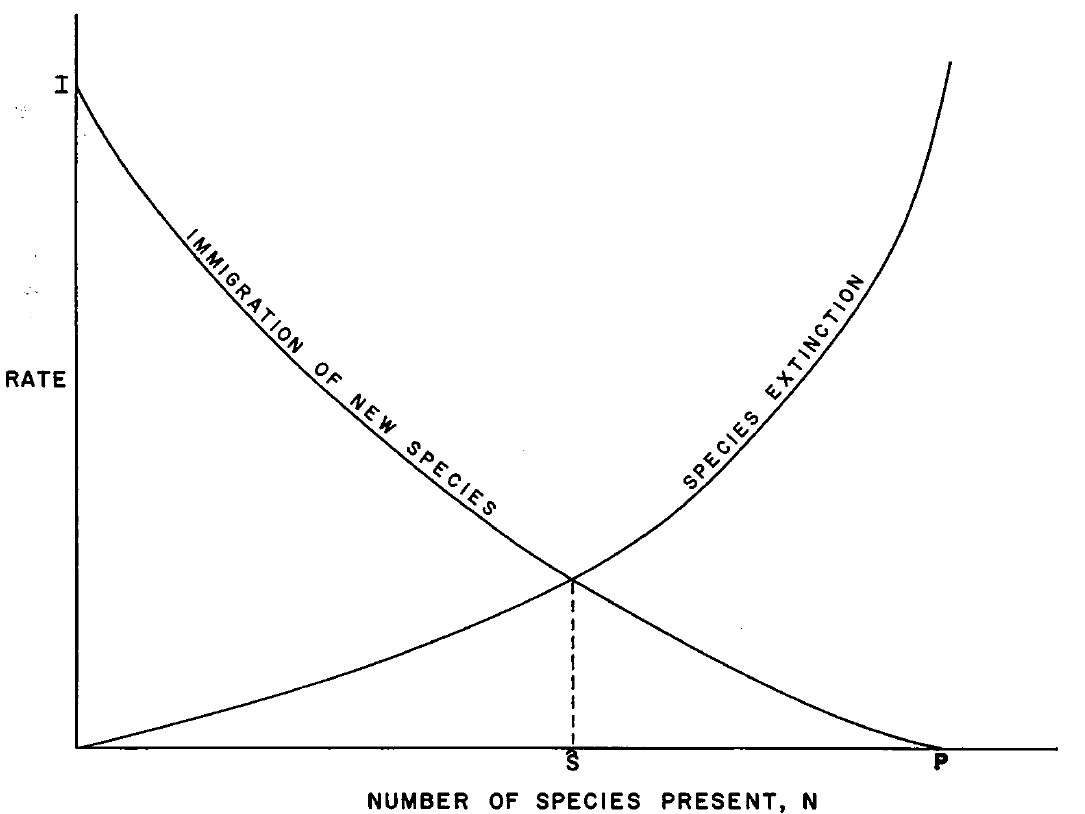 I
IMMIGRATION OF NEW SPECIES
SPECIES EXTINCTION
RATE
Ŝ
P
NUMBER OF SPECIES PRESENT, N